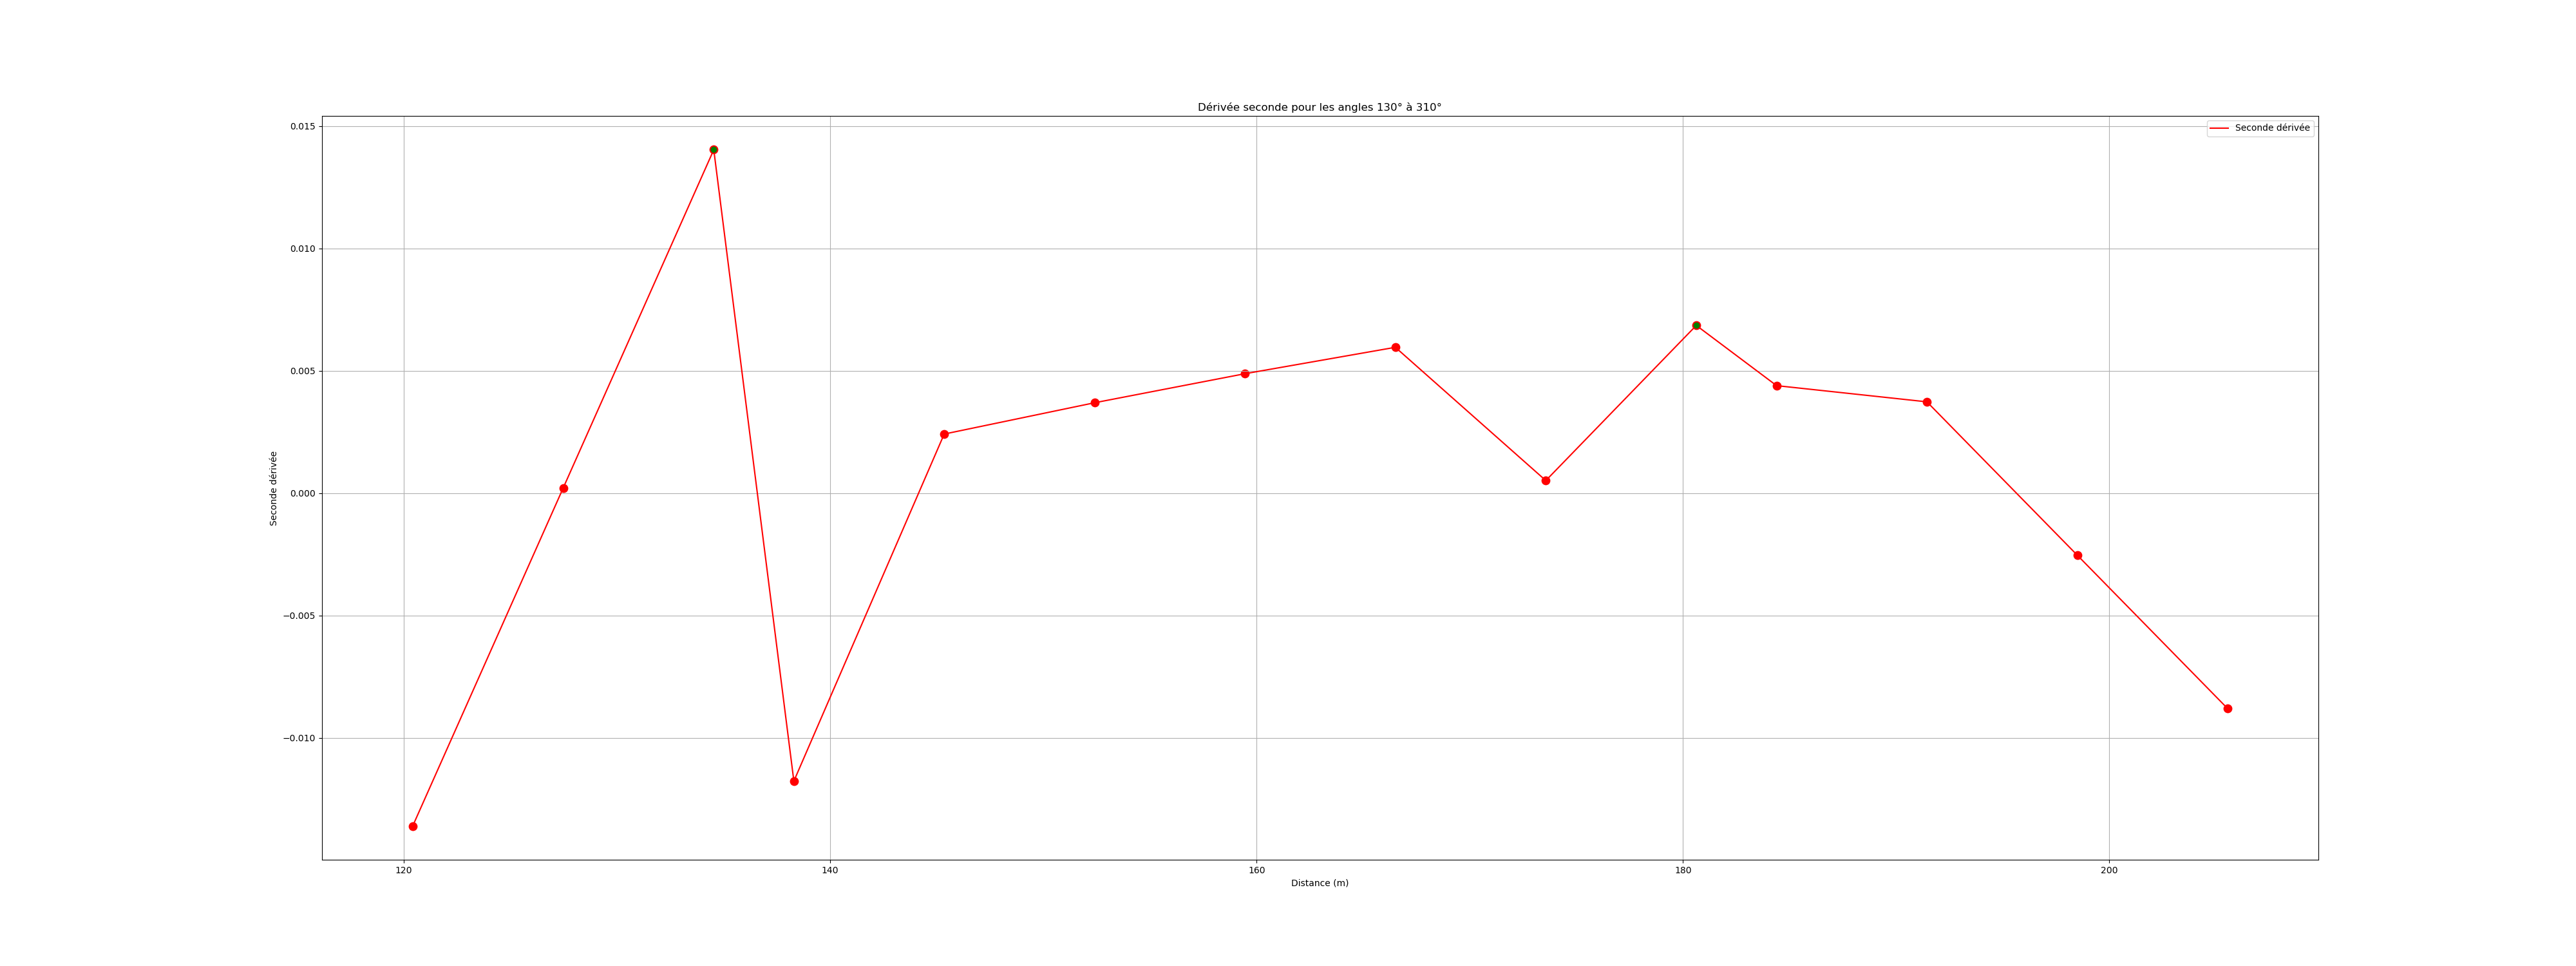 Dérivée seconde pour les angles 130° à 310°
Seconde dérivée
0.015
0.010
0.005
0.000
−0.005
−0.010
Seconde dérivée
120
140
160
180
200
Distance (m)